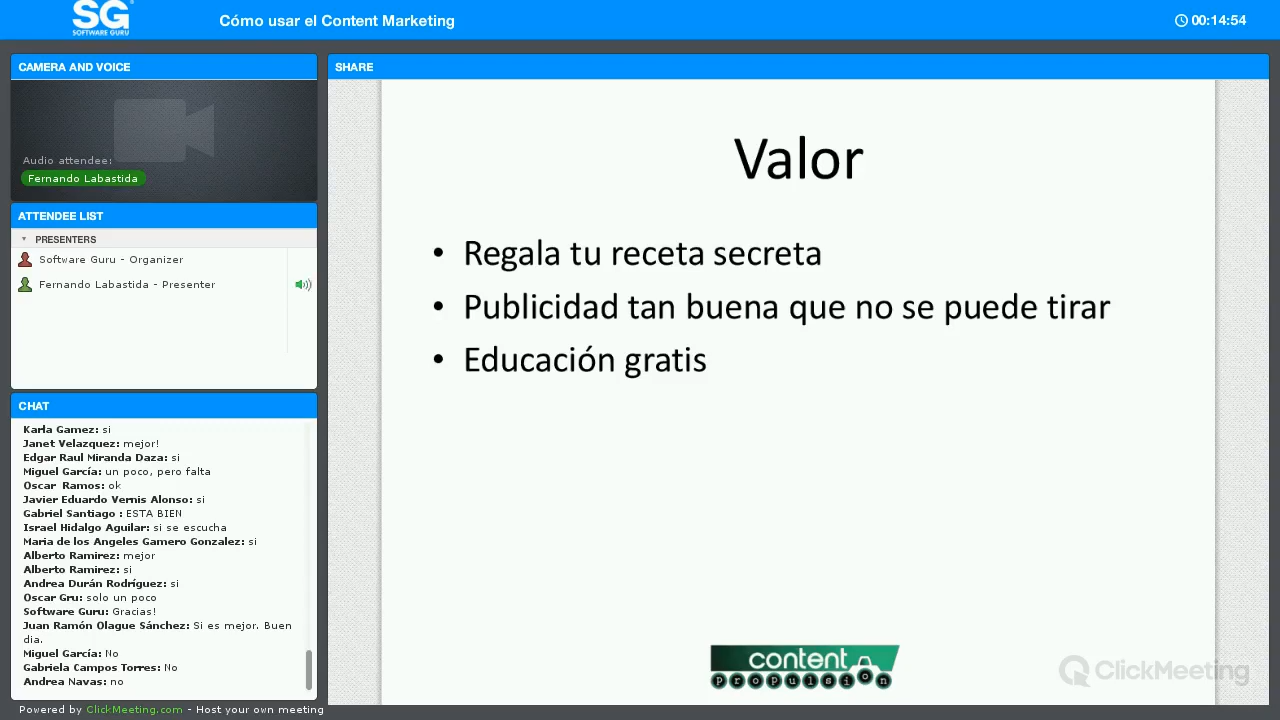 SG
SOFTWARE GURU
Cómo usar el Content Marketing
00:14:54
CAMERA AND VOICE
Audio attendee:
Fernando Labastida
ATTENDEE LIST
PRESENTERS
Software Guru - Organizer
Fernando Labastida - Presenter
CHAT
Karla Gamez: si
Janet Velazquez: mejor!
Edgar Raul Miranda Daza: si
Miguel García: un poco, pero falta
Oscar Ramos: ok
Javier Eduardo Vernis Alonso: si
Gabriel Santiago : ESTA BIEN
Israel Hidalgo Aguilar: si se escucha
Maria de los Angeles Gamero Gonzalez: si
Alberto Ramirez: mejor
Alberto Ramirez: si
Andrea Durán Rodríguez: si
Oscar Gru: solo un poco
Software Guru: Gracias!
Juan Ramón Olague Sánchez: Si es mejor. Buen
dia.
Miguel García: No
Gabriela Campos Torres: No
Andrea Navas: no
Powered by ClickMeeting.com - Host your own meeting
SHARE
Valor
• Regala tu receta secreta
• Publicidad tan buena que no se puede tirar
• Educación gratis
content
propulsión
ClickMeeting